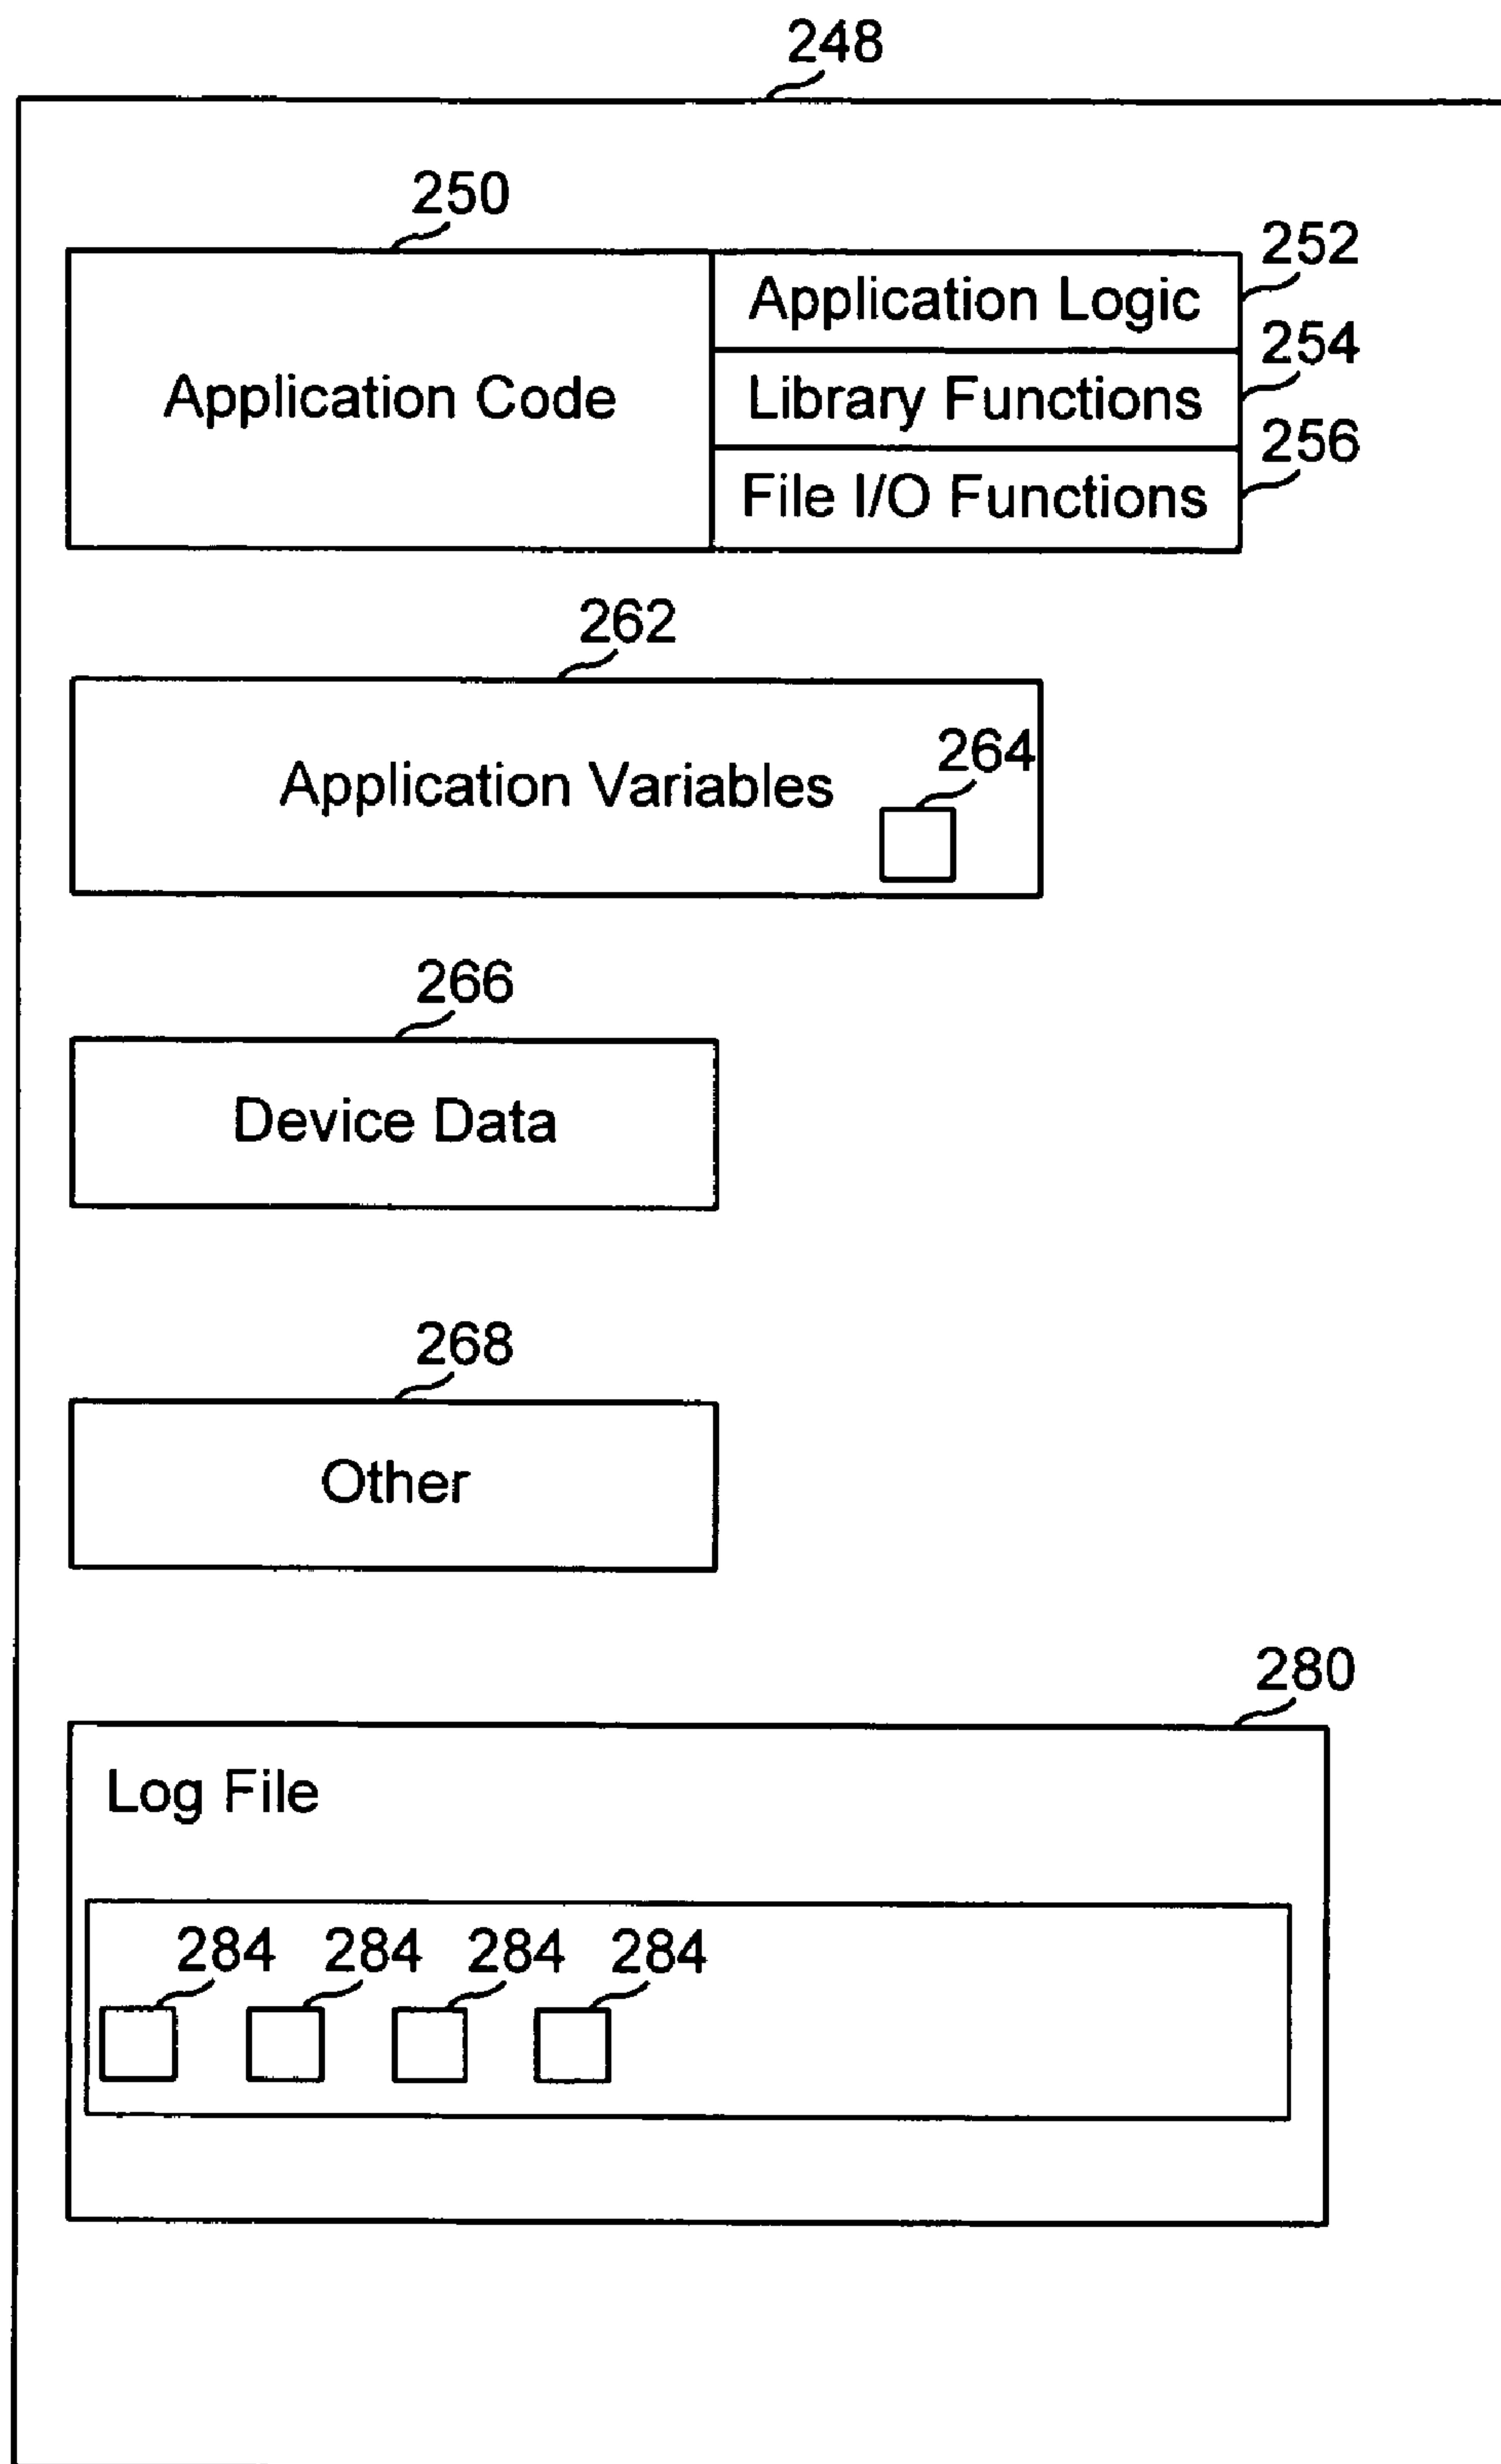 248
250
252
Application Logic
254
Application Code
Library Functions
256
File I/O Functions
262
264
Application Variables
266
Device Data
268
Other
280
Log File
284 284 284 284